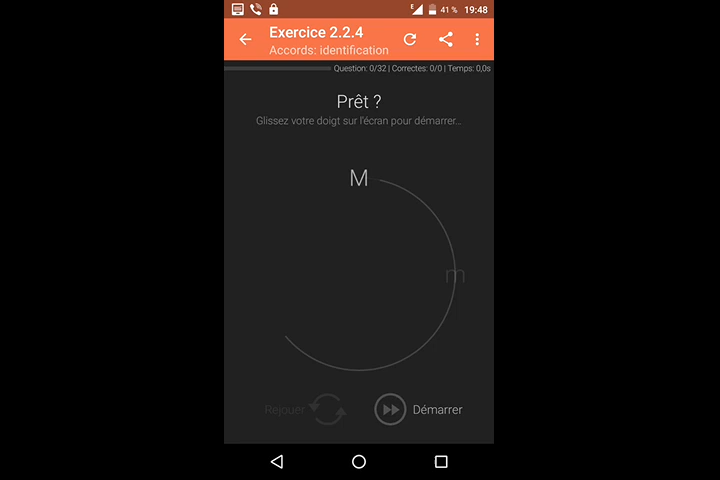 E
41 %
19:48
Exercice 2.2.4
Accords: identification
Question: 0/32 | Correctes: 0/0 | Temps: 0,0s
Prêt ?
Glissez votre doigt sur l'écran pour démarrer...
M
m
Rejouer
Démarrer